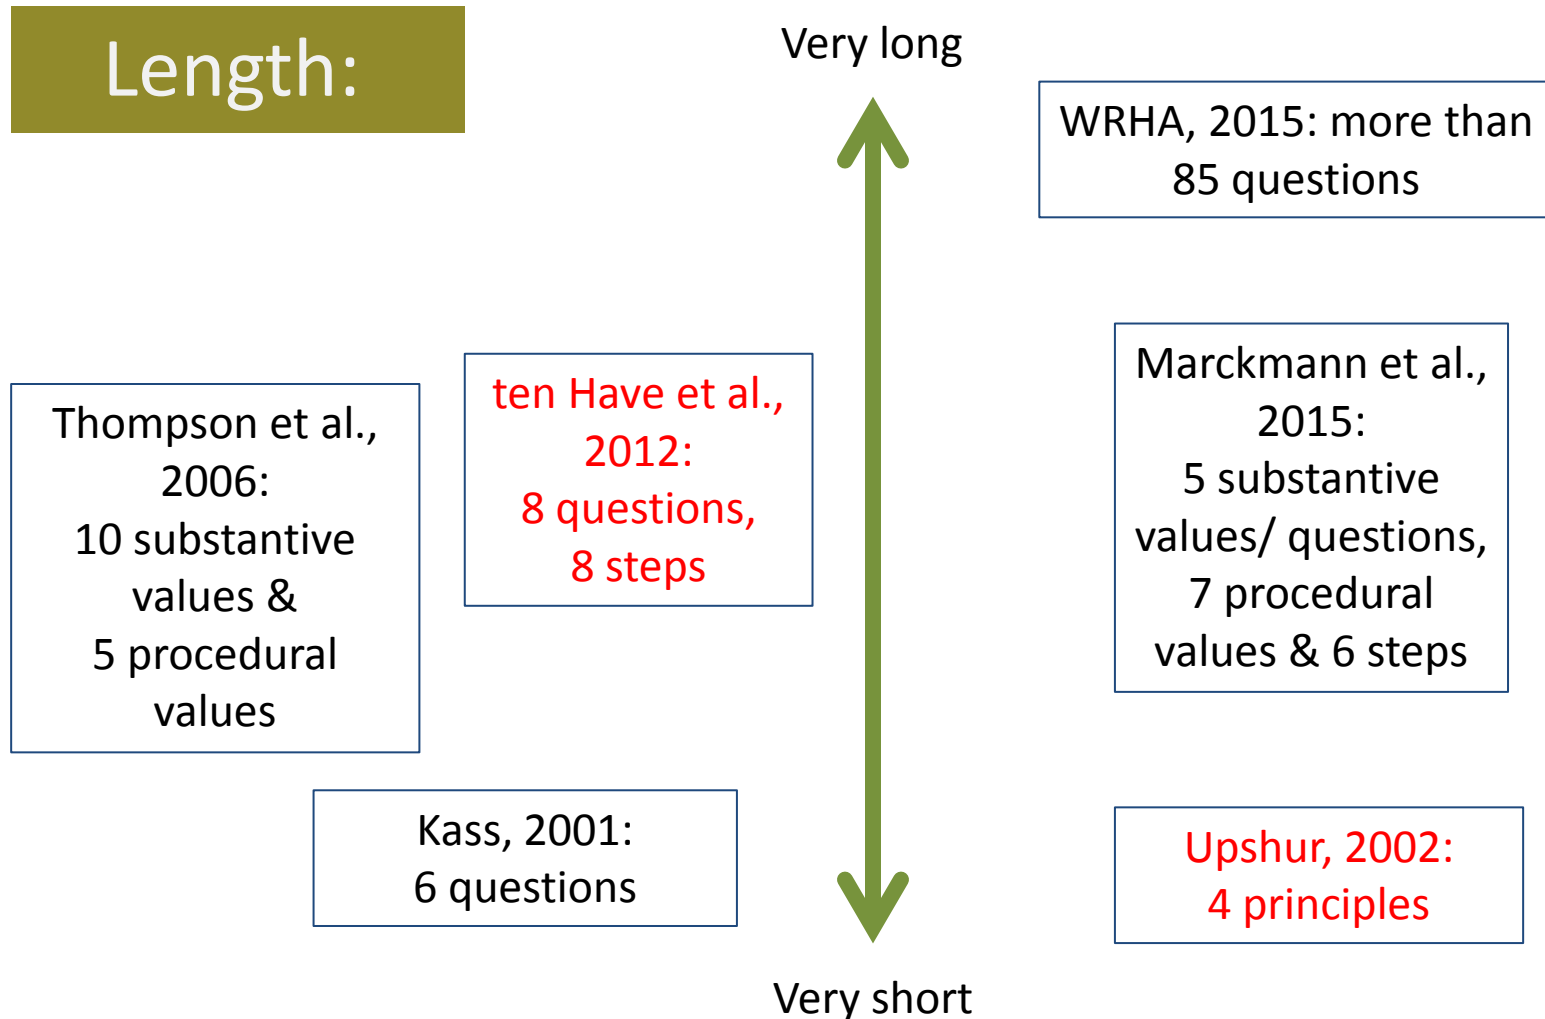 Length:
Very long
WRHA, 2015: more than
85 questions
Thompson et al.,
2006:
10 substantive
values &
5 procedural
values
ten Have et al.,
2012:
8 questions,
8 steps
Marckmann et al.,
2015:
5 substantive
values/ questions,
7 procedural
values & 6 steps
Kass, 2001:
6 questions
Upshur, 2002:
4 principles
Very short